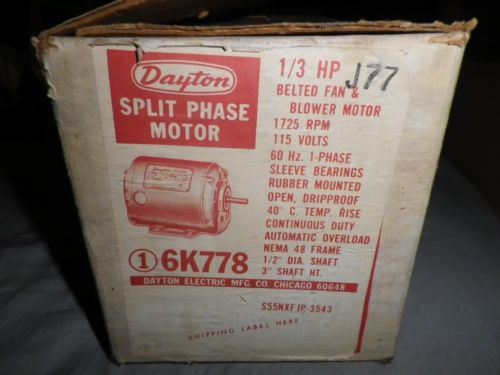 Dayton
SPLIT PHASE
MOTOR
1/3 HP J77
BELTED FAN &
BLOWER MOTOR
1725 RPM
115 VOLTS
60 Hz. 1-PHASE
SLEEVE BEARINGS
RUBBER MOUNTED
OPEN, DRIPPROOF
40° C. TEMP. RISE
CONTINUOUS DUTY
AUTOMATIC OVERLOAD
NEMA 48 FRAME
1/2" DIA. SHAFT
3" SHAFT HT.
1 6K778
DAYTON ELECTRIC MFG. CO. CHICAGO 60648
S55NXFJP-3543
SHIPPING LABEL HERE